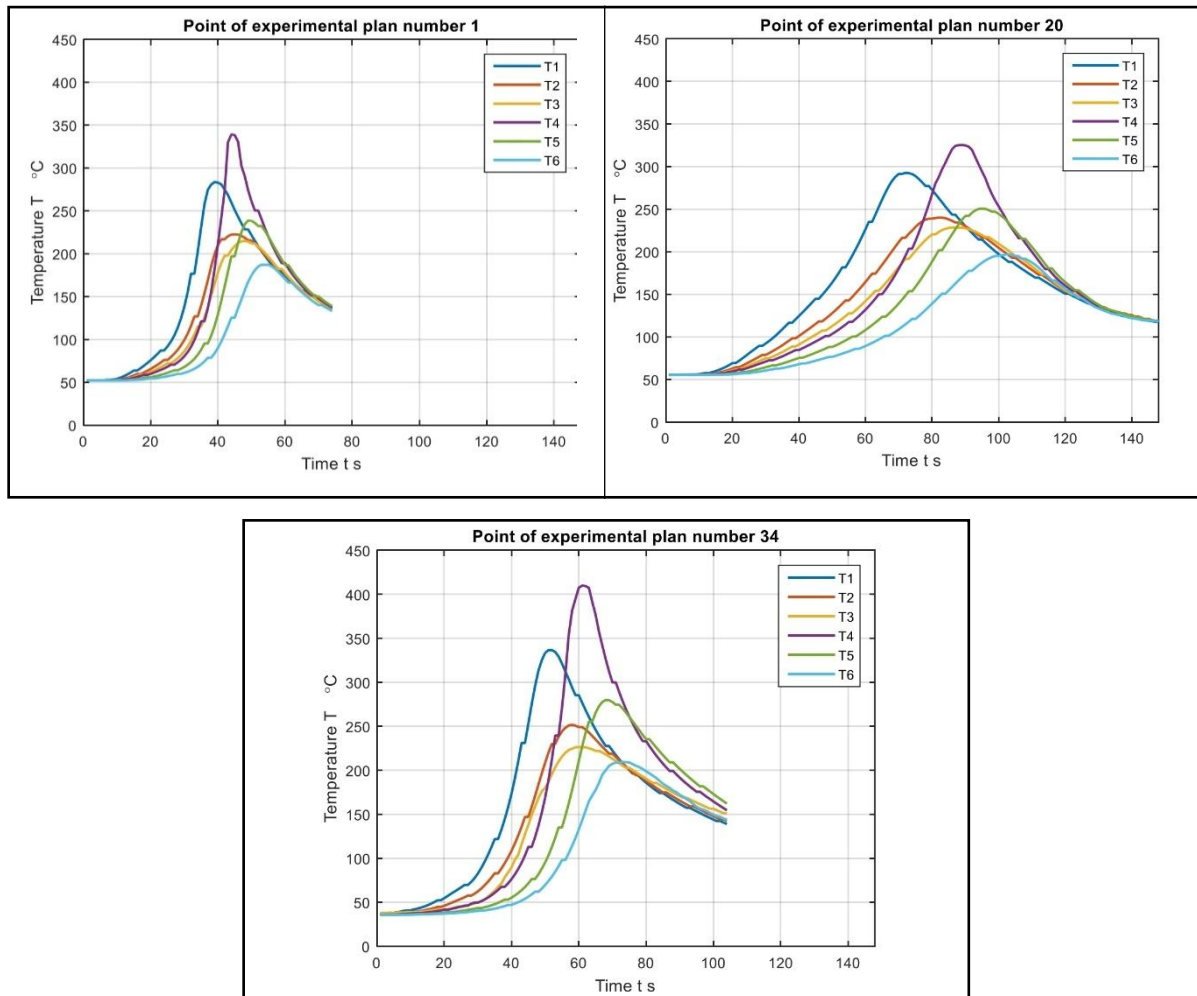 Point of experimental plan number 1
450
400
350
300
250
200
150
100
50
0
Temperature T °C
T1
T2
T3
T4
T5
T6
0 20 40 60 80 100 120 140
Time t s
Point of experimental plan number 20
450
400
350
300
250
200
150
100
50
0
Temperature T °C
T1
T2
T3
T4
T5
T6
0 20 40 60 80 100 120 140
Time t s
Point of experimental plan number 34
450
400
350
300
250
200
150
100
50
0
Temperature T °C
T1
T2
T3
T4
T5
T6
0 20 40 60 80 100 120 140
Time t s